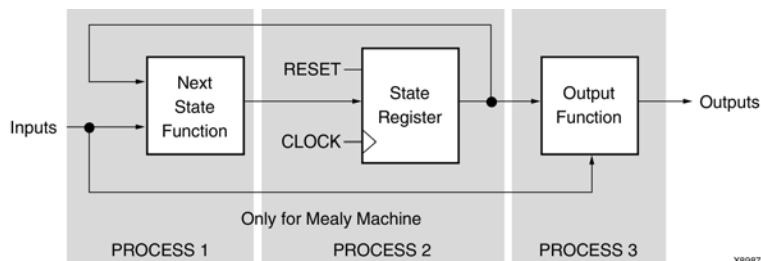 Inputs
Next
State
Function
RESET
CLOCK
State
Register
Output
Function
Outputs
Only for Mealy Machine
PROCESS 1
PROCESS 2
PROCESS 3
X8987